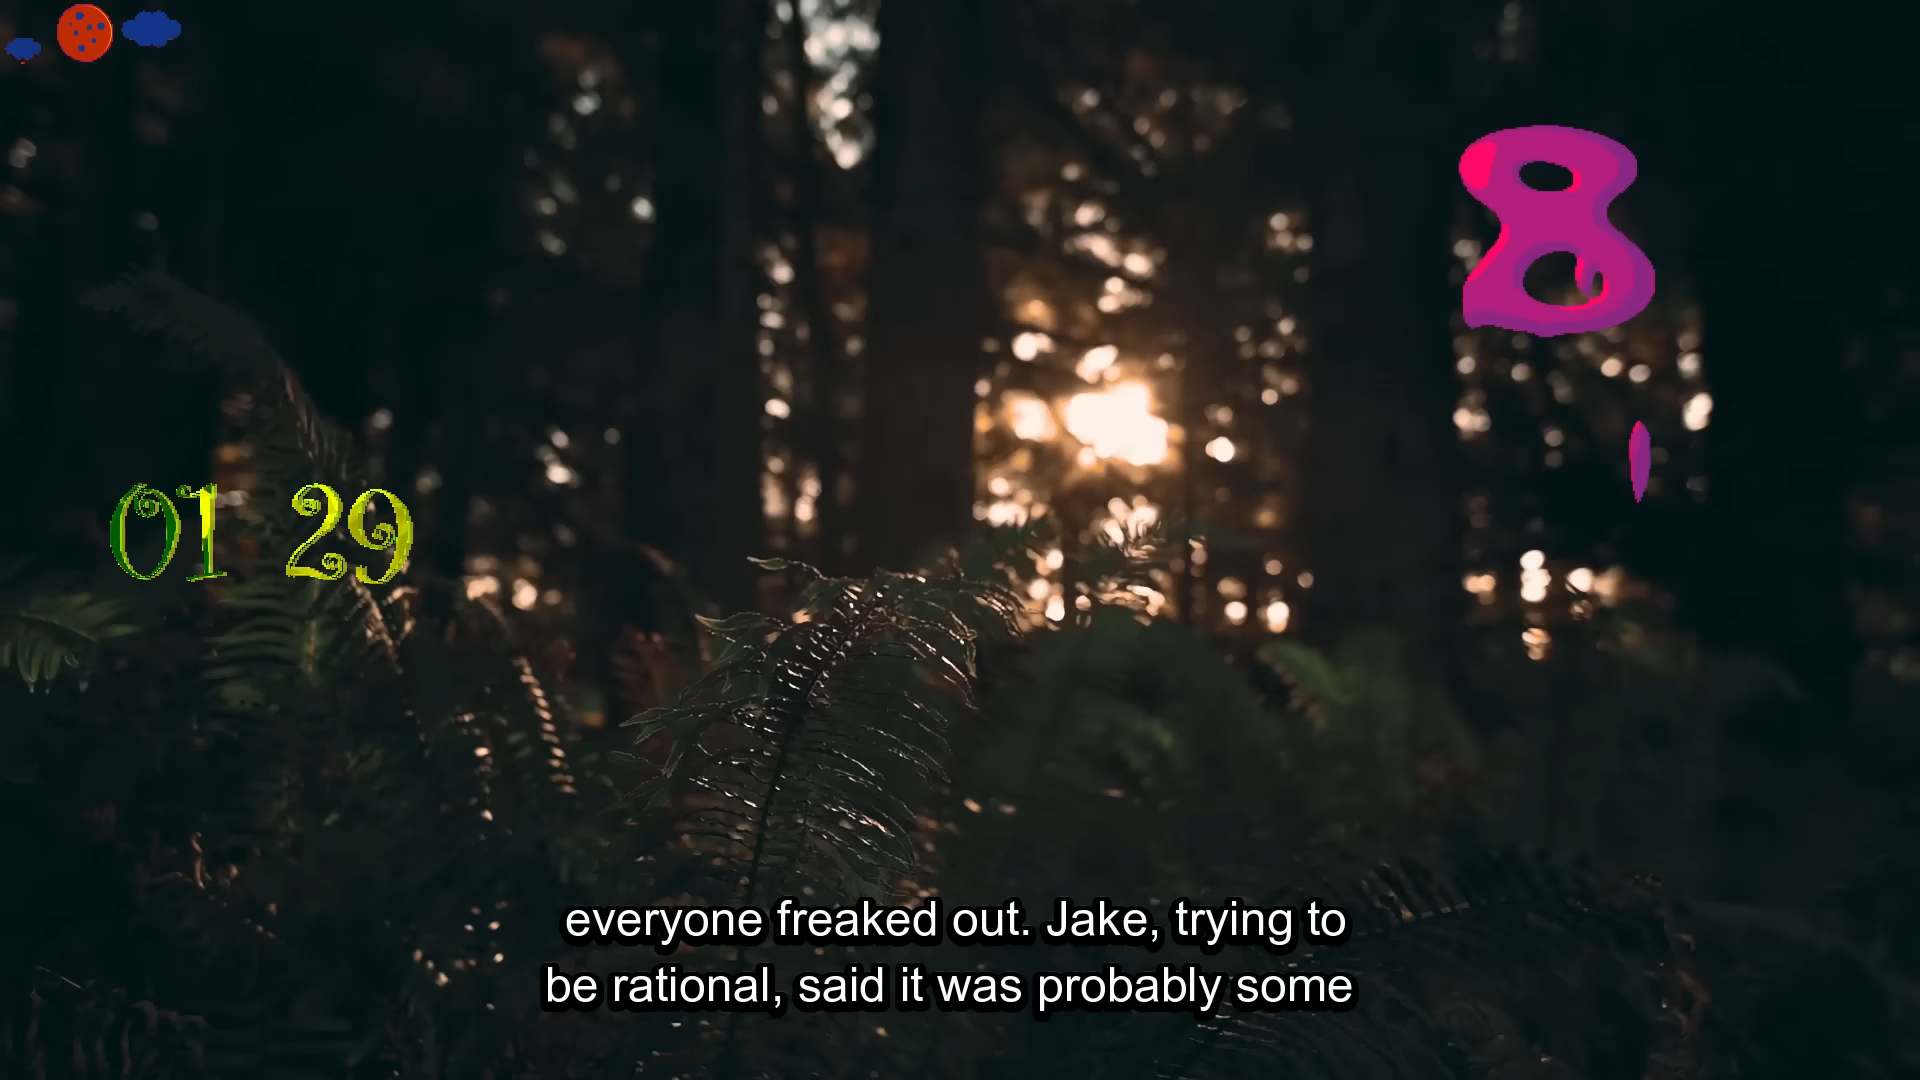 8
01 29
everyone freaked out. Jake, trying to
be rational, said it was probably some